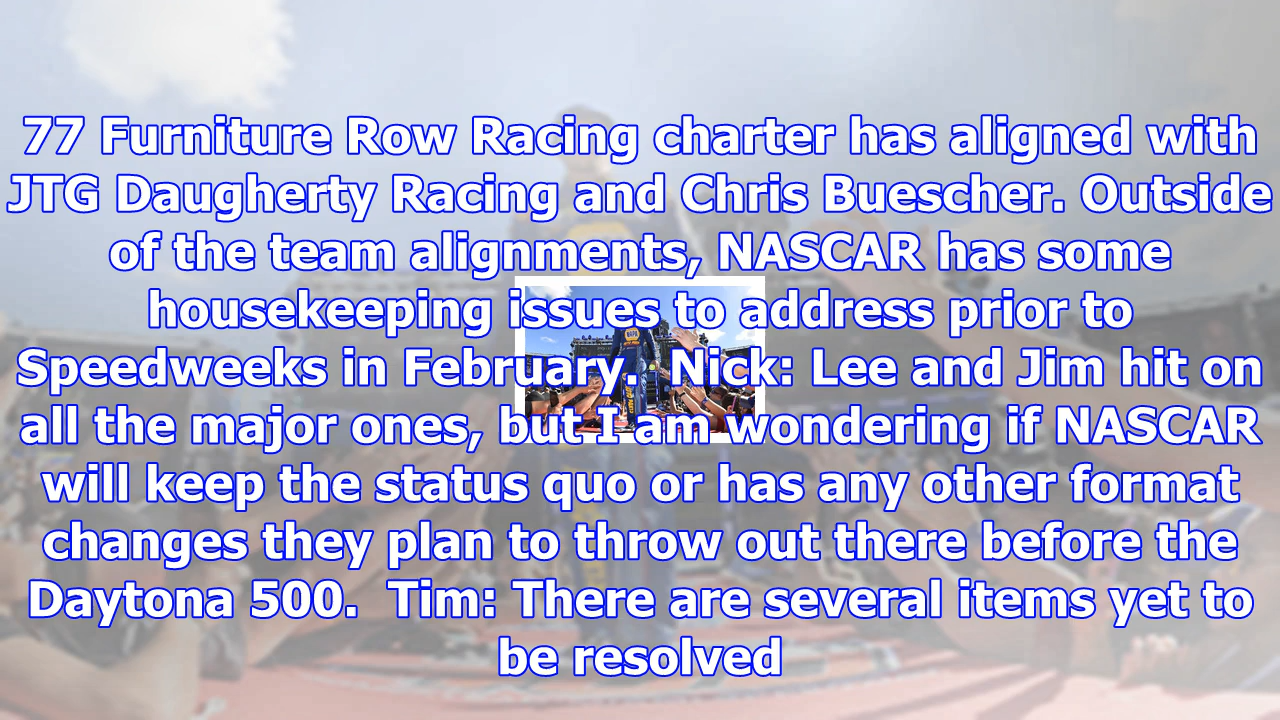 77 Furniture Row Racing charter has aligned with
JTG Daugherty Racing and Chris Buescher. Outside
of the team alignments, NASCAR has some
housekeeping issues to address prior to
Speedweeks in February.  Nick: Lee and Jim hit on
all the major ones, but I am wondering if NASCAR
will keep the status quo or has any other format
changes they plan to throw out there before the
Daytona 500.  Tim: There are several items yet to
be resolved